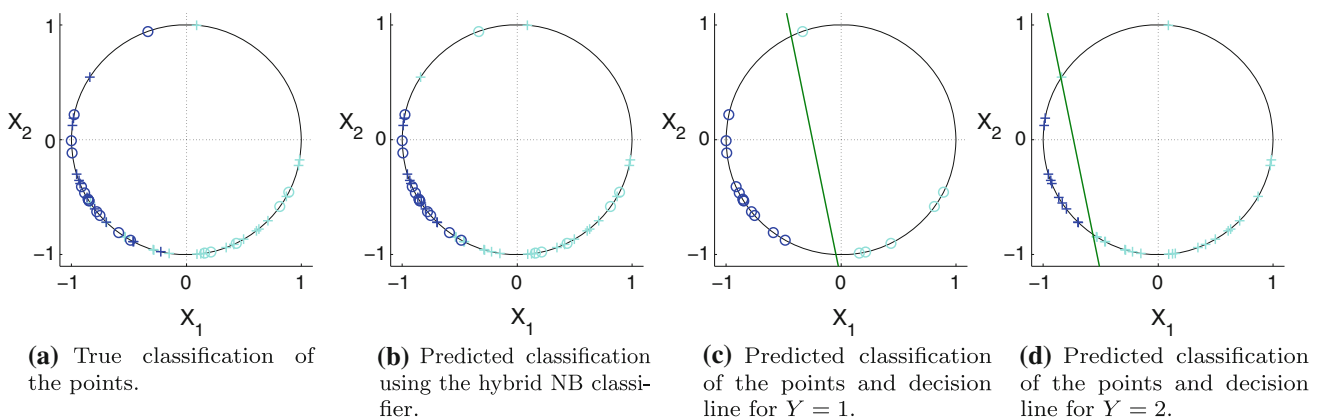 1
0
−1
X2
−1
0
1
X1
(a) True classification of
the points.
1
0
−1
X2
−1
0
1
X1
(b) Predicted classification
using the hybrid NB classi-
fier.
1
0
−1
X2
−1
0
1
X1
(c) Predicted classification
of the points and decision
line for Y = 1.
1
0
−1
X2
−1
0
1
X1
(d) Predicted classification
of the points and decision
line for Y = 2.